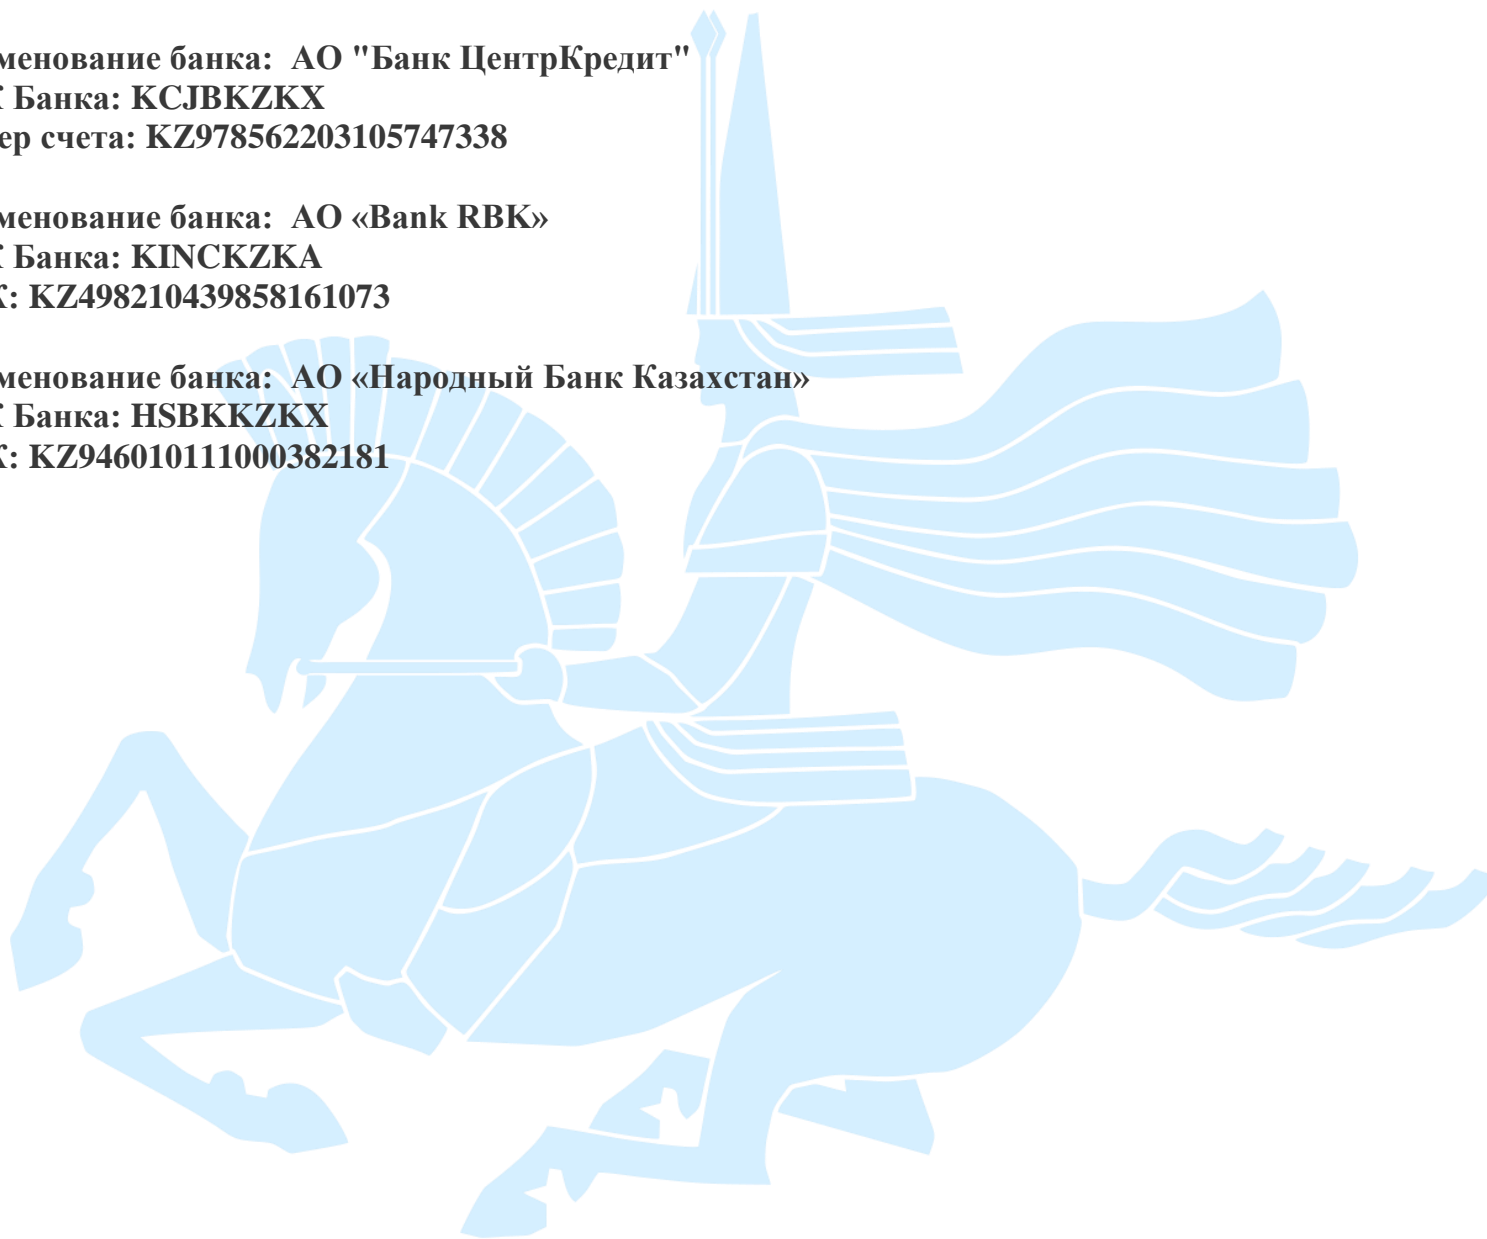 менование банка: АО "Банк ЦентрКредит"
К Банка: KCJBKZKX
ер счета: KZ978562203105747338
менование банка: АО «Bank RBK»
К Банка: KINCKZKA
К: KZ498210439858161073
менование банка: АО «Народный Банк Казахстан»
К Банка: HSBKKZKX
К: KZ946010111000382181